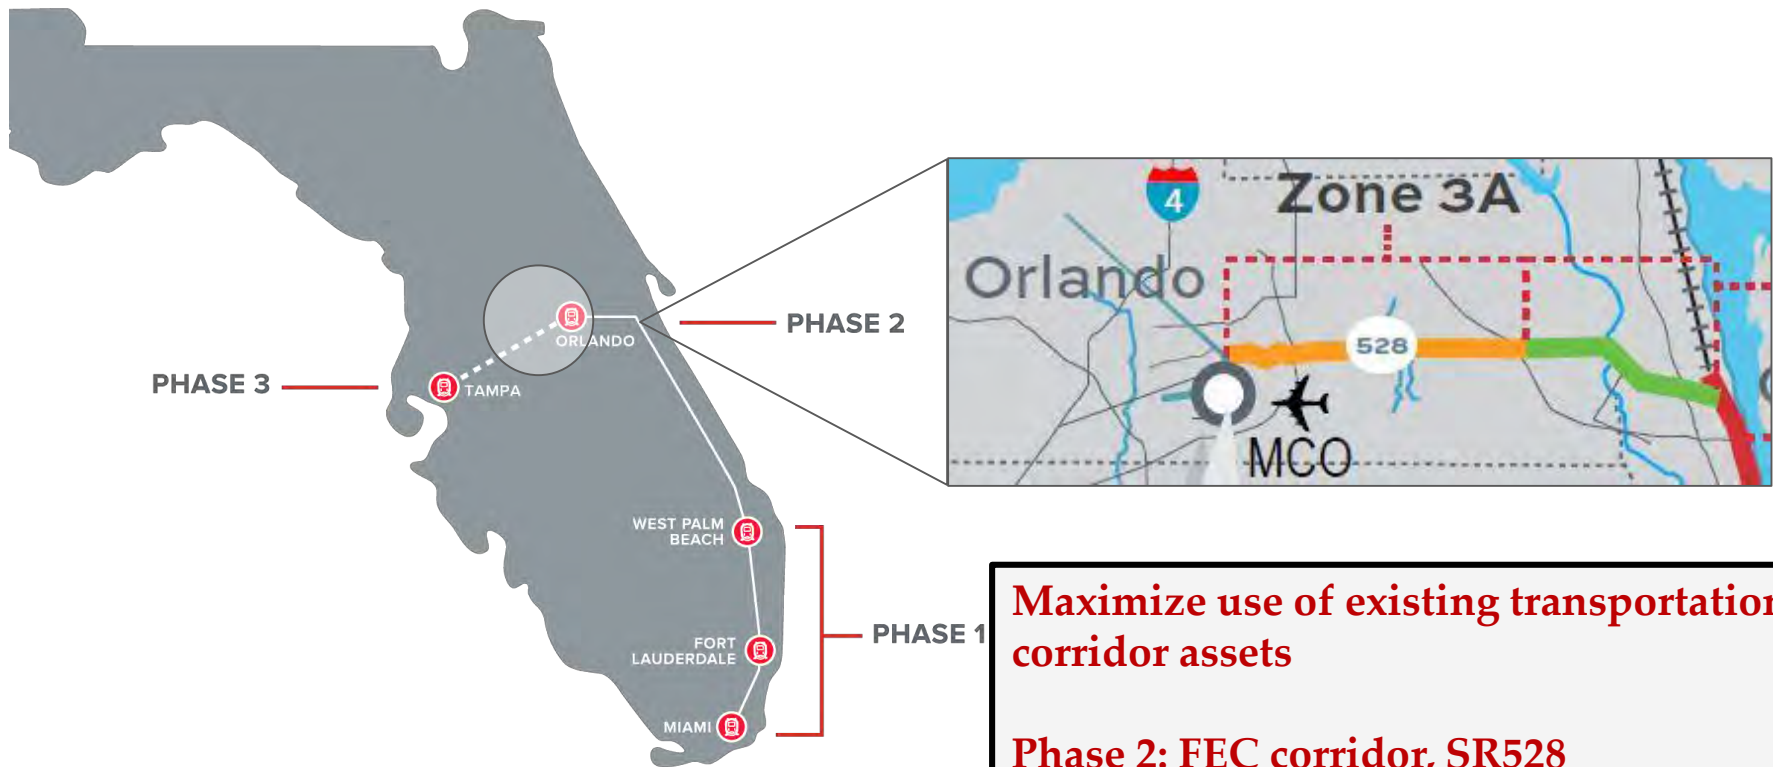 PHASE 2
ORLANDO
PHASE 3
TAMPA
WEST PALM
BEACH
FORT
LAUDERDALE
MIAMI
PHASE 1
4
Zone 3A
Orlando
528
MCO
Maximize use of existing transportation
corridor assets
Phase 2: FEC corridor, SR528